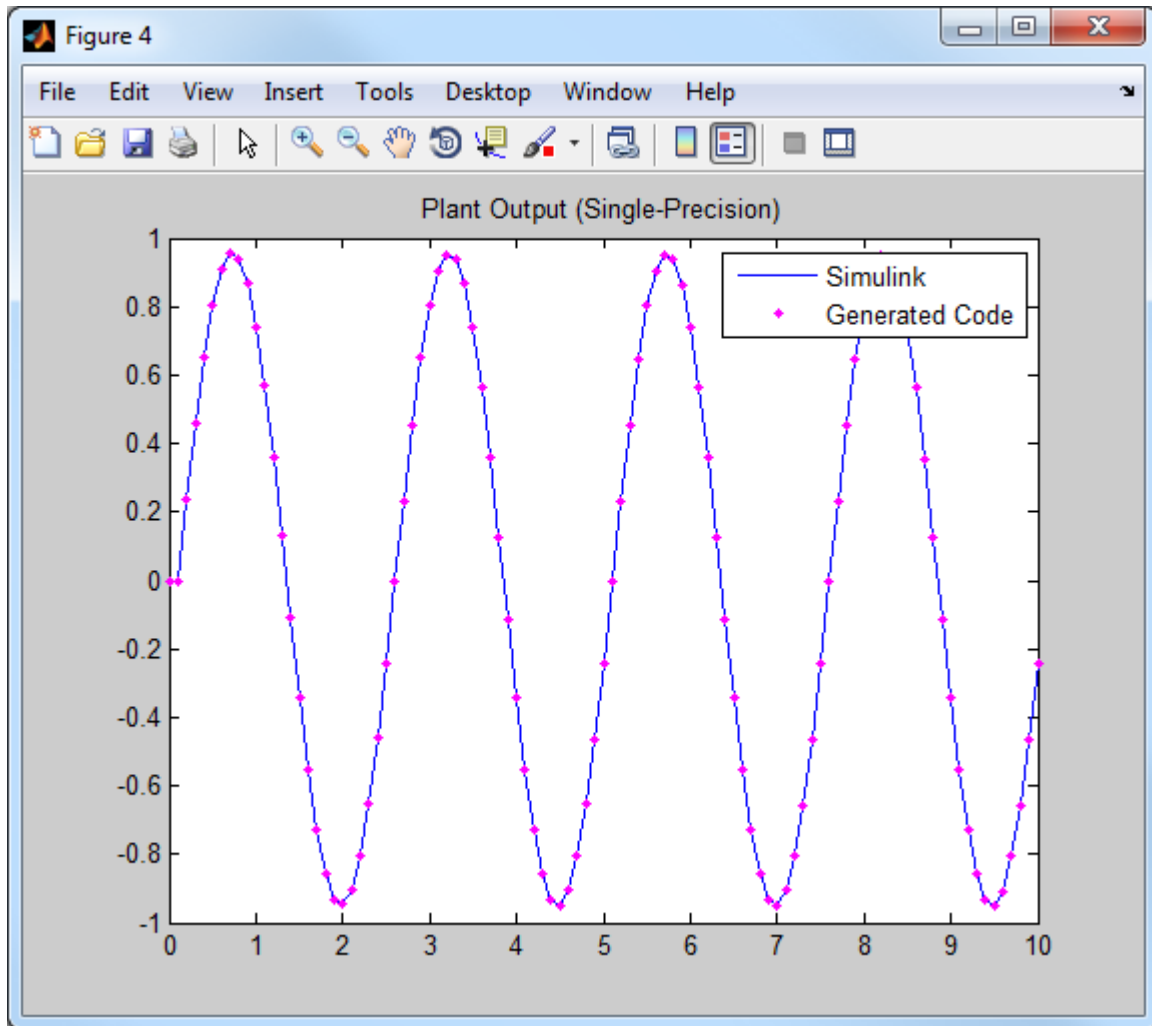 Figure 4
File Edit View Insert Tools Desktop Window Help
Plant Output (Single-Precision)
Simulink
Generated Code
1
0.8
0.6
0.4
0.2
0
-0.2
-0.4
-0.6
-0.8
-1
0 1 2 3 4 5 6 7 8 9 10